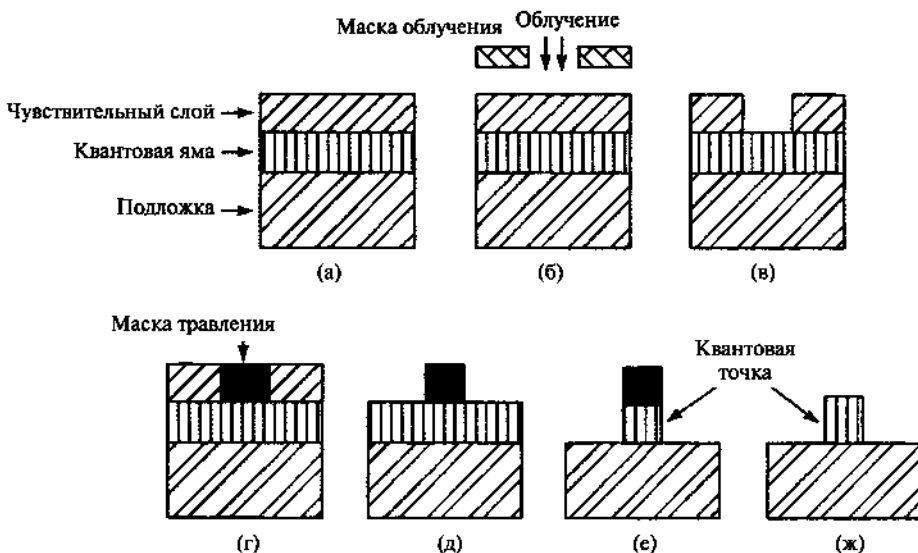 Маска облучения
Облучение
Чувствительный слой
Квантовая яма
Подложка
(а)
(б)
(в)
Маска травления
Квантовая
точка
(г)
(д)
(е)
(ж)